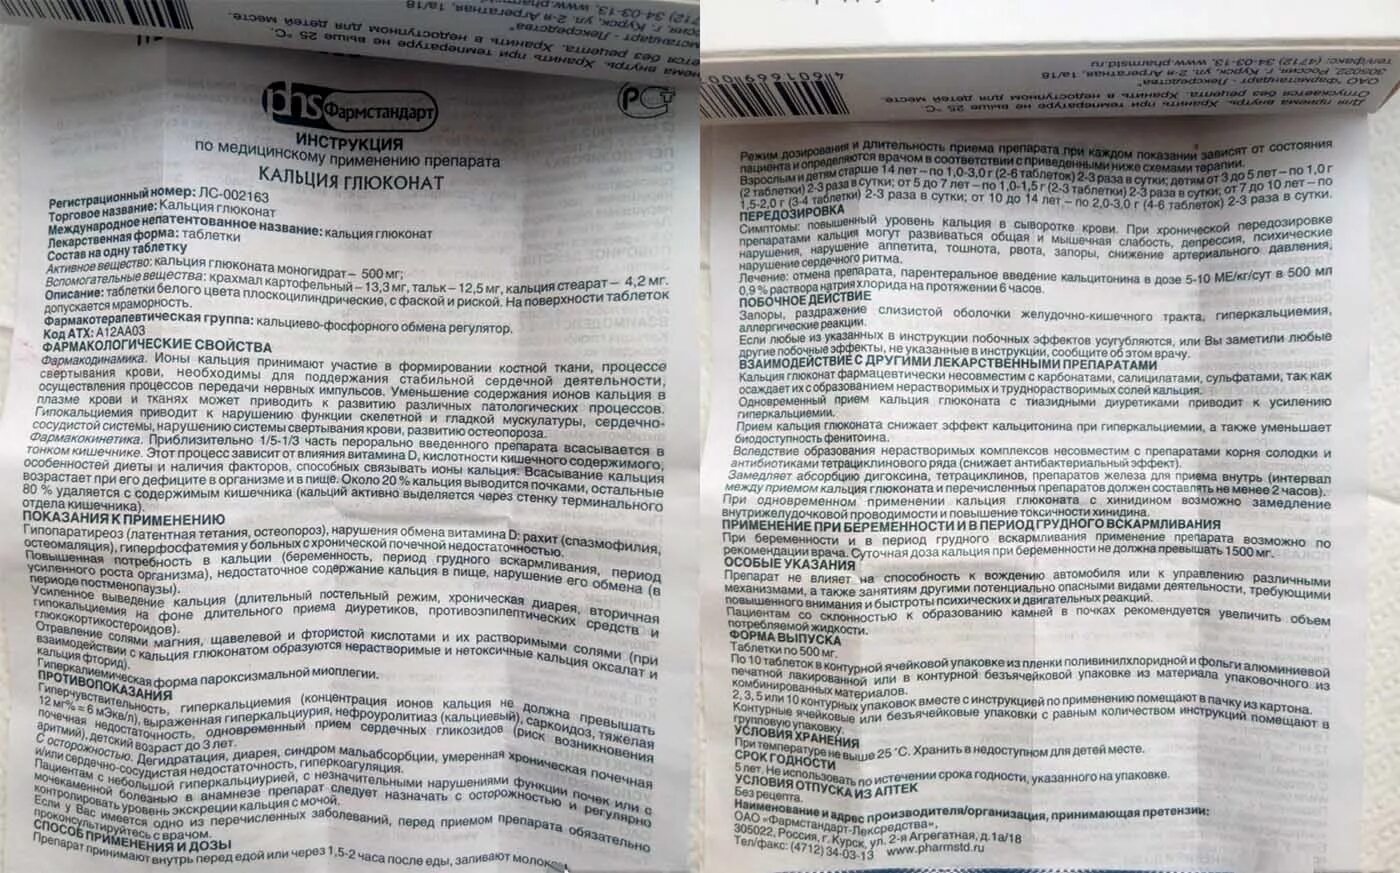 Фармстандарт
ИНСТРУКЦИЯ
по медицинскому применению препарата
КАЛЬЦИЯ ГЛЮКОНАТ
Регистрационный номер: ЛС-002163
Торговое название: Кальция глюконат
Международное непатентованное название: кальция глюконат
Лекарственная форма: таблетки
Состав на одну таблетку
Активное вещество: кальция глюконата моногидрат – 500 мг;
Вспомогательные вещества: крахмал картофельный – 13,3 мг, тальк – 12,5 мг, кальция стеарат – 4,2 мг.
Описание: таблетки белого цвета плоскоцилиндрические, с фаской и риской. На поверхности таблеток
допускается мраморность.
Фармакотерапевтическая группа: кальциево-фосфорного обмена регулятор.
Код АТХ: A12AA03
ФАРМАКОЛОГИЧЕСКИЕ СВОЙСТВА
Фармакодинамика. Ионы кальция принимают участие в формировании костной ткани, процессе
свертывания крови, необходимы для поддержания стабильной сердечной деятельности,
осуществления процессов передачи нервных импульсов. Уменьшение содержания ионов кальция в
плазме крови и тканях может приводить к развитию различных патологических процессов.
Гипокальциемия приводит к нарушению функции скелетной и гладкой мускулатуры, сердечно-
сосудистой системы, нарушению системы свертывания крови, развитию остеопороза.
Фармакокинетика. Приблизительно 1/5-1/3 часть перорально введенного препарата всасывается в
тонком кишечнике. Этот процесс зависит от влияния витамина D, кислотности кишечного содержимого,
особенностей диеты и наличия факторов, способных связывать ионы кальция. Всасывание кальция
возрастает при его дефиците в организме и в пище. Около 20 % кальция выводится почками, остальные
80 % удаляется с содержимым кишечника (кальций активно выделяется через стенку терминального
отдела кишечника).
ПОКАЗАНИЯ К ПРИМЕНЕНИЮ
Гипопаратиреоз (латентная тетания, остеопороз), нарушения обмена витамина D: рахит (спазмофилия,
остеомаляция), гиперфосфатемия у больных с хронической почечной недостаточностью.
Повышенная потребность в кальции (беременность, период грудного вскармливания, период
усиленного роста организма), недостаточное содержание кальция в пище, нарушение его обмена (в
периоде постменопаузы).
Усиленное выведение кальция (длительный постельный режим, хроническая диарея, вторичная
гипокальциемия на фоне длительного приема диуретиков, противоэпилептических средств и
глюкокортикостероидов).
Отравление солями магния, щавелевой и фтористой кислотами и их растворимыми солями (при
взаимодействии с кальция глюконатом образуются нерастворимые и нетоксичные кальция оксалат и
кальция фторид).
Гиперкалиемическая форма пароксизмальной миоплегии.
ПРОТИВОПОКАЗАНИЯ
Гиперчувствительность, гиперкальциемия (концентрация ионов кальция не должна превышать
12 мг% = 6 мЭкв/л), выраженная гиперкальциурия, нефроуролитиаз (кальциевый), саркоидоз, тяжелая
почечная недостаточность, одновременный прием сердечных гликозидов (риск возникновения
аритмий), детский возраст до 3 лет.
С осторожностью. Дегидратация, диарея, синдром мальабсорбции, умеренная хроническая почечная
и/или сердечно-сосудистая недостаточность, гиперкоагуляция.
Пациентам с небольшой гиперкальциурией, с незначительными нарушениями функции почек или с
мочекаменной болезнью в анамнезе препарат следует назначать с осторожностью и регулярно
контролировать уровень экскреции кальция с мочой.
Если у Вас имеется одно из перечисленных заболеваний, перед приемом препарата обязательно
проконсультируйтесь с врачом.
СПОСОБ ПРИМЕНЕНИЯ И ДОЗЫ
Препарат принимают внутрь перед едой или через 1,5-2 часа после еды, запивают
Для приема внутрь. Хранить при температуре не выше 25 °C.
Отпускается без рецепта. Хранить в недоступном для детей месте.
ОАО "Фармстандарт - Лексредства",
305022, Россия, г. Курск, ул. 2-я Агрегатная, 1а/18,
тел/факс: (4712) 34-03-13, www.pharmstd.ru
Режим дозирования и длительность приема препарата при каждом показании зависят от состояния
пациента и определяются врачом в соответствии с приведенными ниже схемами терапии.
Взрослым и детям старше 14 лет – по 1,0-3,0 г (2-6 таблеток) 2-3 раза в сутки; детям от 3 до 5 лет – по 1,0 г
(2 таблетки) 2-3 раза в сутки; от 5 до 7 лет – по 1,0-1,5 г (2-3 таблетки) 2-3 раза в сутки; от 7 до 10 лет – по
1,5-2,0 г (3-4 таблетки) 2-3 раза в сутки; от 10 до 14 лет – по 2,0-3,0 г (4-6 таблеток) 2-3 раза в сутки.
ПЕРЕДОЗИРОВКА
Симптомы: повышенный уровень кальция в сыворотке крови. При хронической передозировке
препаратами кальция могут развиваться общая и мышечная слабость, депрессия, психические
нарушения, нарушение аппетита, тошнота, рвота, запоры, снижение артериального давления,
нарушение сердечного ритма.
Лечение: отмена препарата, парентеральное введение кальцитонина в дозе 5-10 МЕ/кг/сут в 500 мл
0,9 % раствора натрия хлорида на протяжении 6 часов.
ПОБОЧНОЕ ДЕЙСТВИЕ
Запоры, раздражение слизистой оболочки желудочно-кишечного тракта, гиперкальциемия,
аллергические реакции.
Если любые из указанных в инструкции побочных эффектов усугубляются, или Вы заметили любые
другие побочные эффекты, не указанные в инструкции, сообщите об этом врачу.
ВЗАИМОДЕЙСТВИЕ С ДРУГИМИ ЛЕКАРСТВЕННЫМИ ПРЕПАРАТАМИ
Кальция глюконат фармацевтически несовместим с карбонатами, салицилатами, сульфатами, так как
осаждает их с образованием нерастворимых и труднорастворимых солей кальция.
Одновременный прием кальция глюконата с тиазидными диуретиками приводит к усилению
гиперкальциемии.
Прием кальция глюконата снижает эффект кальцитонина при гиперкальциемии, а также уменьшает
биодоступность фенитоина.
Вследствие образования нерастворимых комплексов несовместим с препаратами корня солодки и
антибиотиками тетрациклинового ряда (снижает антибактериальный эффект).
Замедляет абсорбцию дигоксина, тетрациклинов, препаратов железа для приема внутрь (интервал
между приемом кальция глюконата и перечисленных препаратов должен составлять не менее 2 часов).
При одновременном применении кальция глюконата с хинидином возможно замедление
внутрижелудочковой проводимости и повышение токсичности хинидина.
ПРИМЕНЕНИЕ ПРИ БЕРЕМЕННОСТИ И В ПЕРИОД ГРУДНОГО ВСКАРМЛИВАНИЯ
При беременности и в период грудного вскармливания применение препарата возможно по
рекомендации врача. Суточная доза кальция при беременности не должна превышать 1500 мг.
ОСОБЫЕ УКАЗАНИЯ
Препарат не влияет на способность к вождению автомобиля или к управлению различными
механизмами, а также занятиям другими потенциально опасными видами деятельности, требующими
повышенного внимания и быстроты психических и двигательных реакций.
Пациентам со склонностью к образованию камней в почках рекомендуется увеличить объем
потребляемой жидкости.
ФОРМА ВЫПУСКА
Таблетки по 500 мг.
По 10 таблеток в контурной ячейковой упаковке из пленки поливинилхлоридной и фольги алюминиевой
печатной лакированной или в контурной безъячейковой упаковке из материала упаковочного из
комбинированных материалов.
2, 3, 5 или 10 контурных упаковок вместе с инструкцией по применению помещают в пачку из картона.
Контурные ячейковые или безъячейковые упаковки с равным количеством инструкций помещают в
групповую упаковку.
УСЛОВИЯ ХРАНЕНИЯ
При температуре не выше 25 °C. Хранить в недоступном для детей месте.
СРОК ГОДНОСТИ
5 лет. Не использовать по истечении срока годности, указанного на упаковке.
УСЛОВИЯ ОТПУСКА ИЗ АПТЕК
Без рецепта.
Наименование и адрес производителя/организация, принимающая претензии:
ОАО «Фармстандарт-Лексредства»,
305022, Россия, г. Курск, ул. 2-я Агрегатная, д.1а/18
Тел/факс: (4712) 34-03-13 www.pharmstd.ru